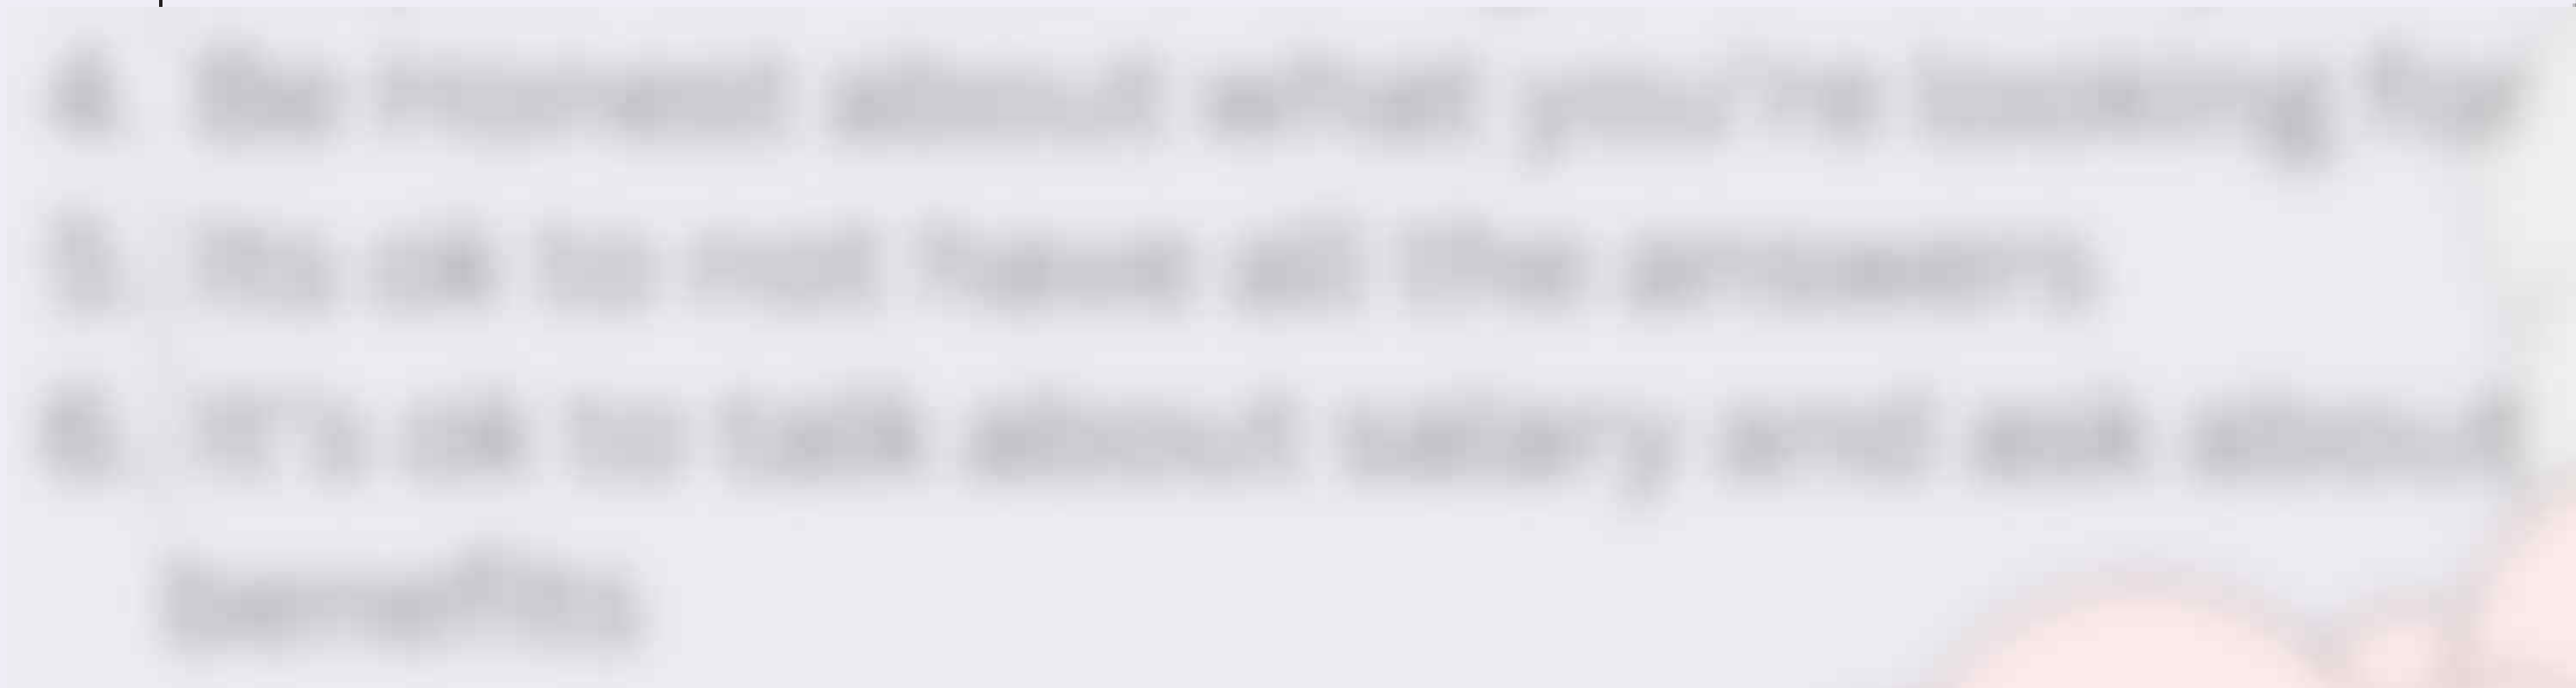 4. Be honest about what you're looking for
5. It's ok to not have all the answers
6. It's ok to talk about salary and ask about
benefits